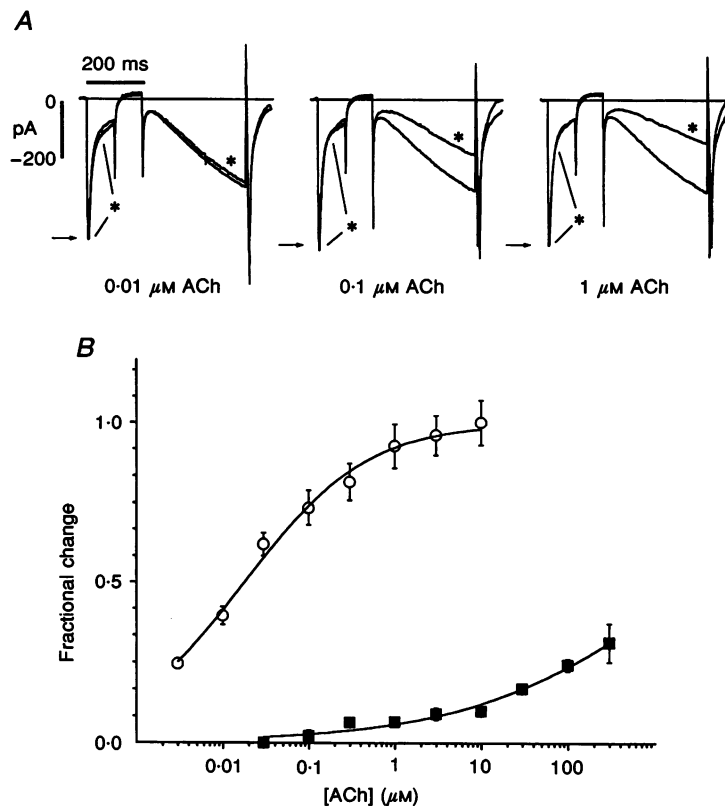 A
200 ms
0
pA
−200
*
*
*
*
*
*
0·01 μM ACh
0·1 μM ACh
1 μM ACh
B
1·0
0·5
0·0
Fractional change
0·01
0·1
1
10
100
[ACh] (μM)